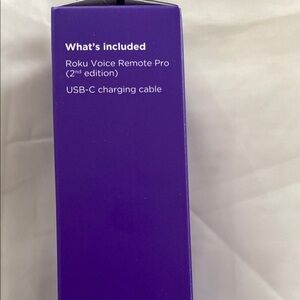 What's included
Roku Voice Remote Pro
(2nd edition)
USB-C charging cable